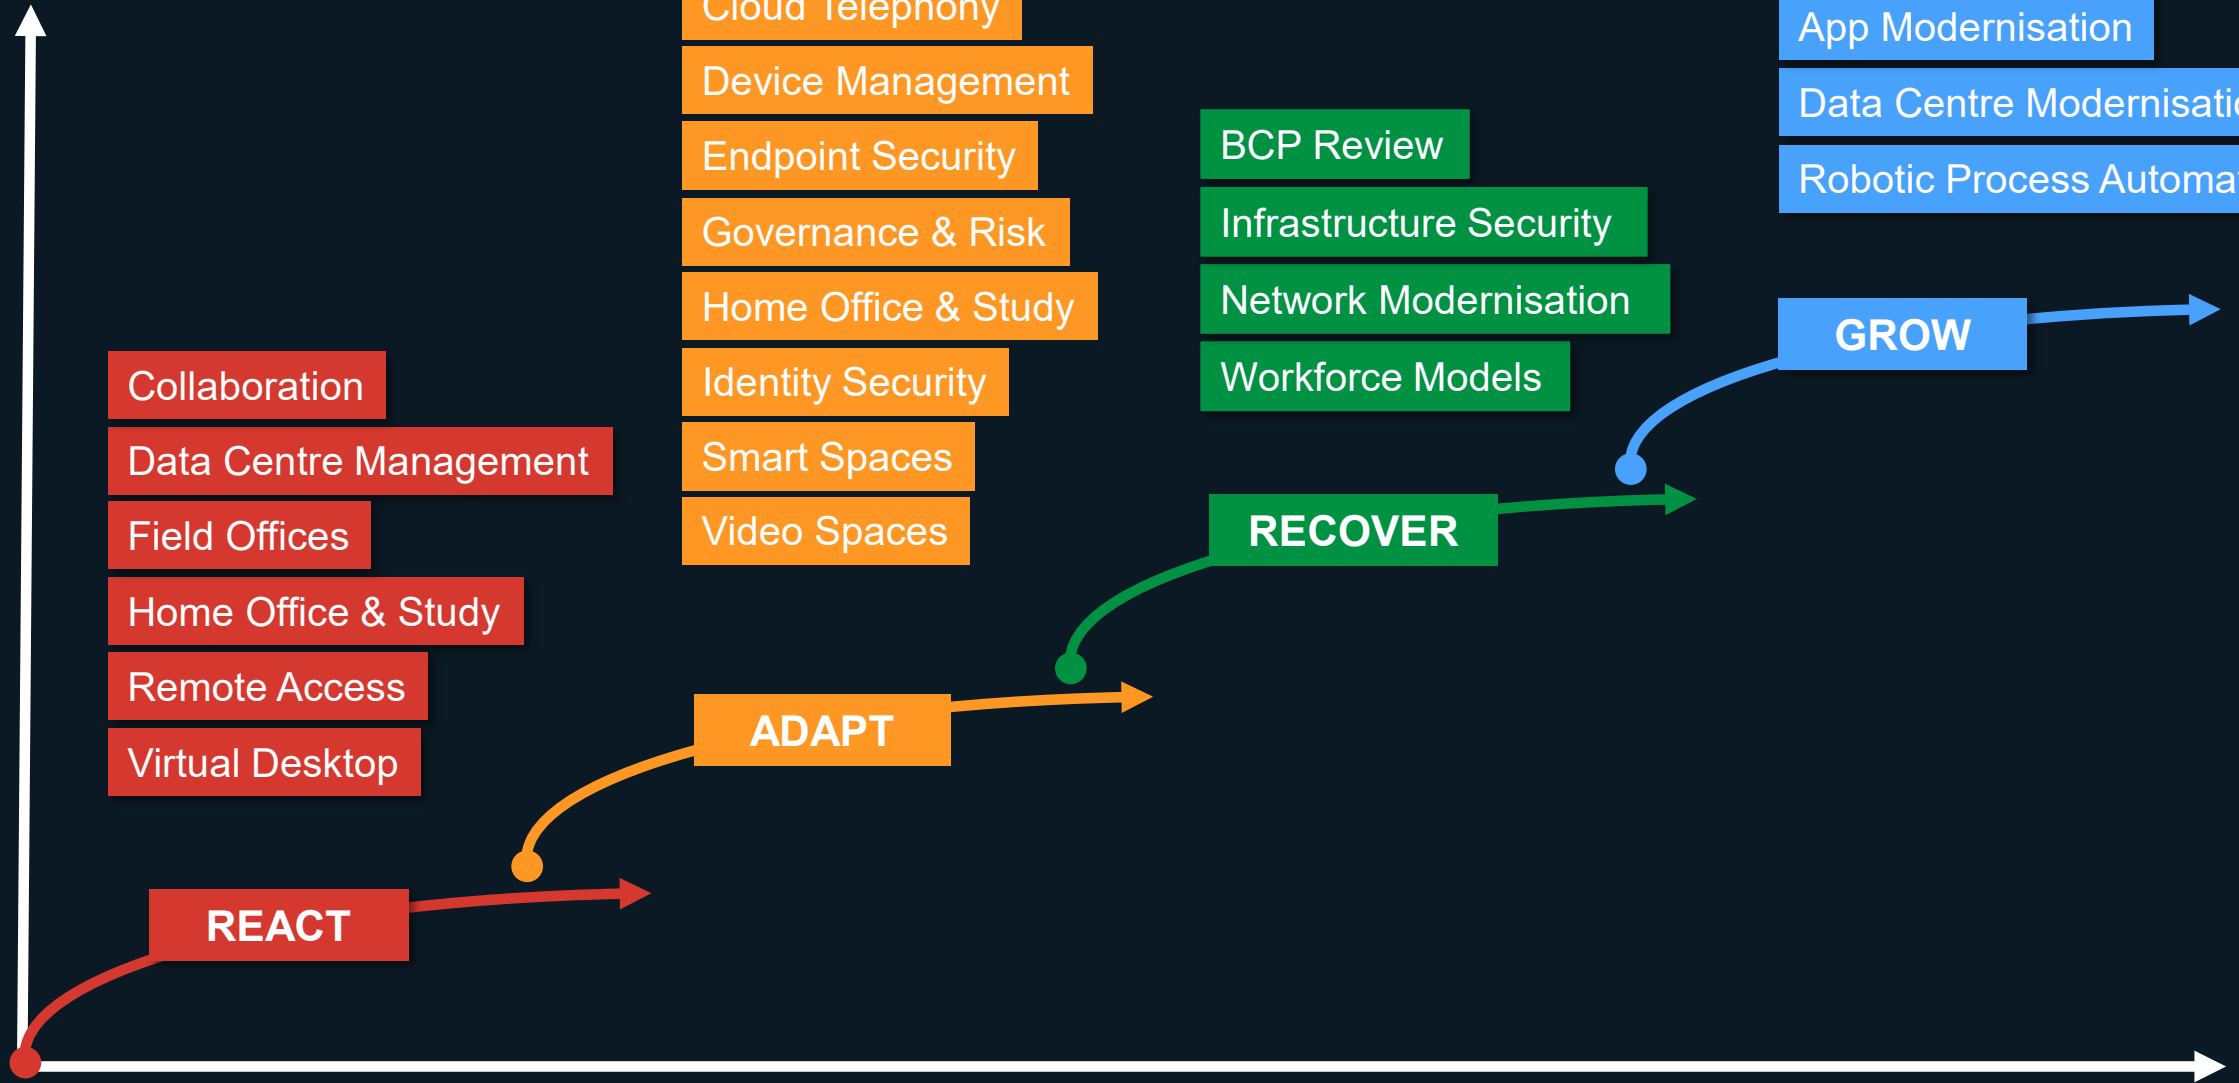 Collaboration
Data Centre Management
Field Offices
Home Office & Study
Remote Access
Virtual Desktop
REACT
Cloud Telephony
Device Management
Endpoint Security
Governance & Risk
Home Office & Study
Identity Security
Smart Spaces
Video Spaces
ADAPT
BCP Review
Infrastructure Security
Network Modernisation
Workforce Models
RECOVER
App Modernisation
Data Centre
Robotic Process
GROW